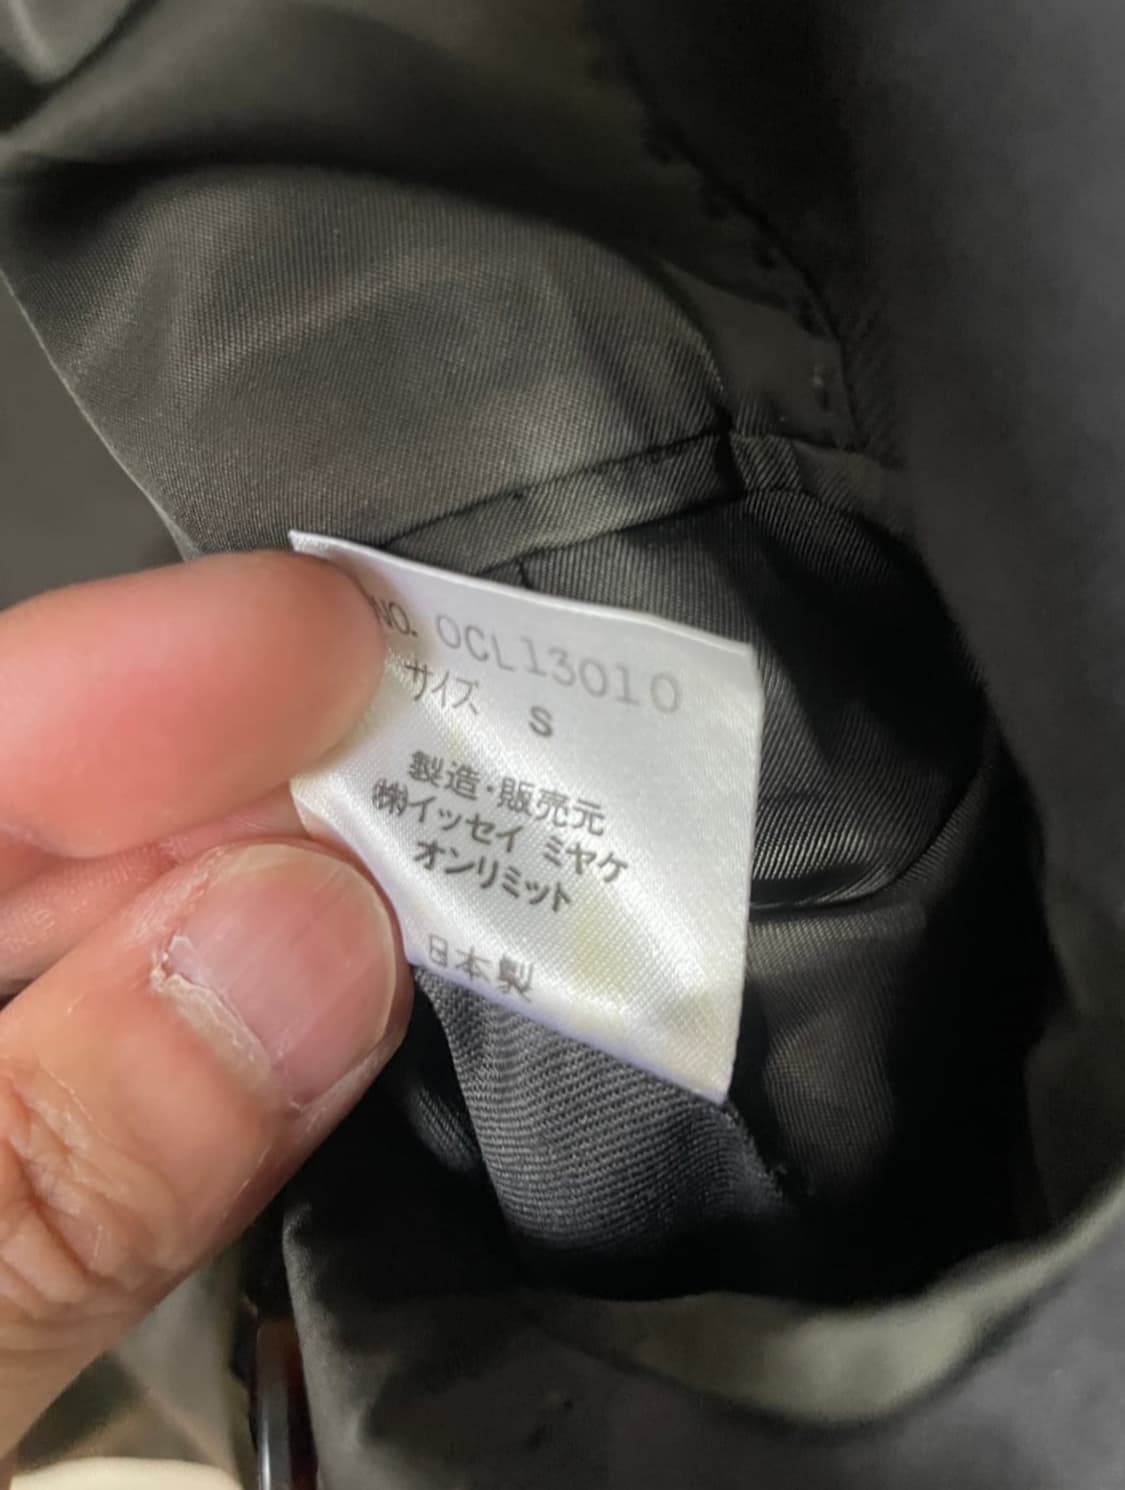 NO. OCL13010
サイズ S
製造・販売元
㈱イッセイ ミヤケ
オンリミット
日本製